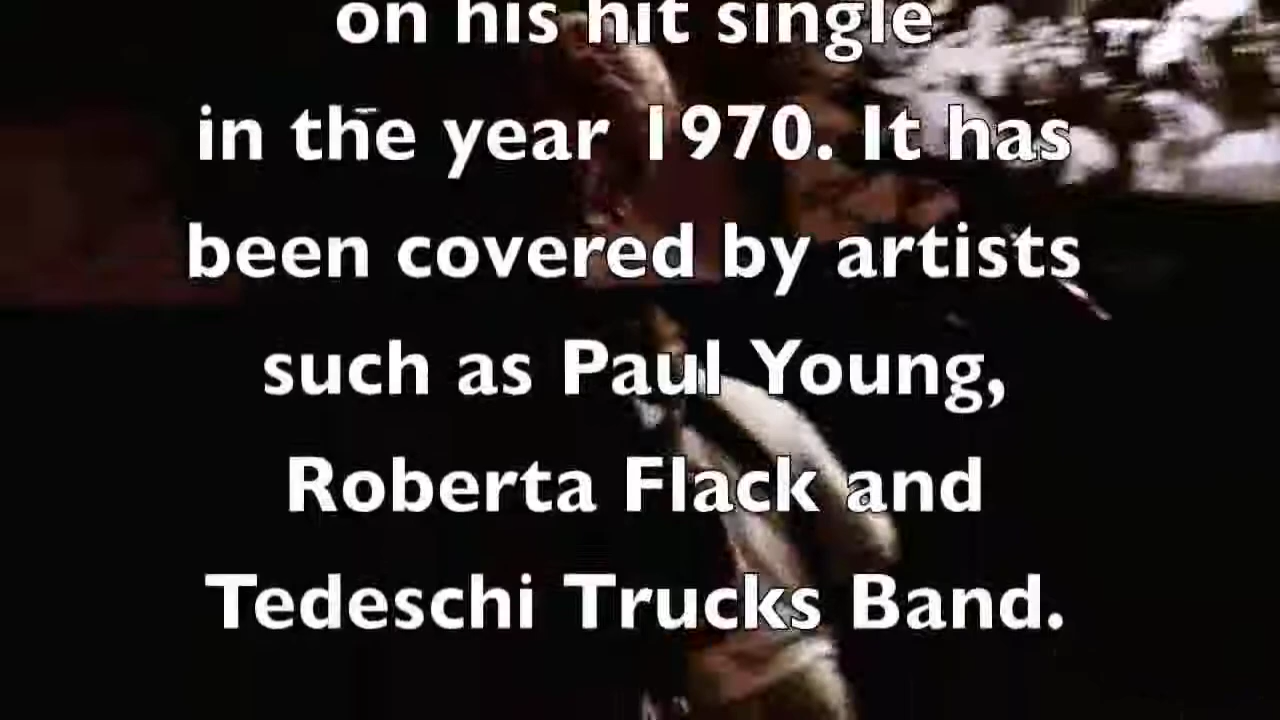 on his hit single
in the year 1970. It has
been covered by artists
such as Paul Young,
Roberta Flack and
Tedeschi Trucks Band.